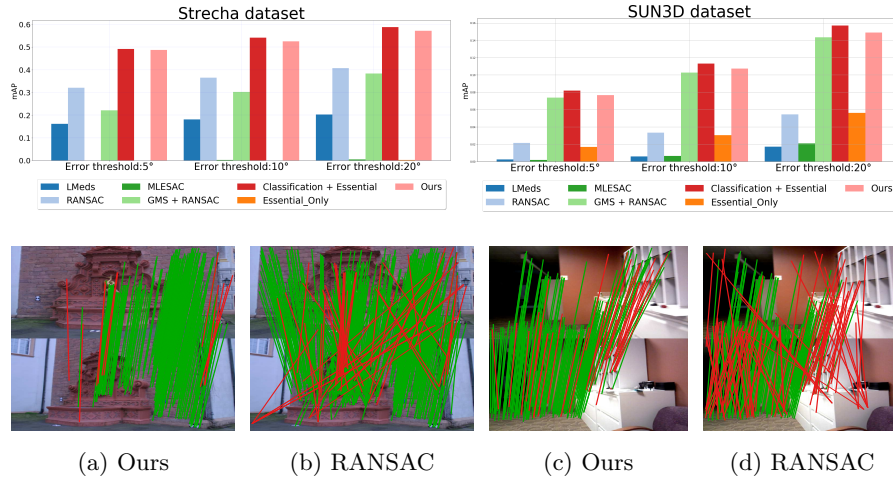 Strecha dataset
0.6
0.5
0.4
0.3
0.2
0.1
0.0
mAP
Error threshold:5° Error threshold:10° Error threshold:20°
LMeds MLESAC Classification + Essential Ours
RANSAC GMS + RANSAC Essential_Only
SUN3D dataset
mAP
Error threshold:5° Error threshold:10° Error threshold:20°
LMeds MLESAC Classification + Essential Ours
RANSAC GMS + RANSAC Essential_Only
(a) Ours (b) RANSAC (c) Ours (d) RANSAC